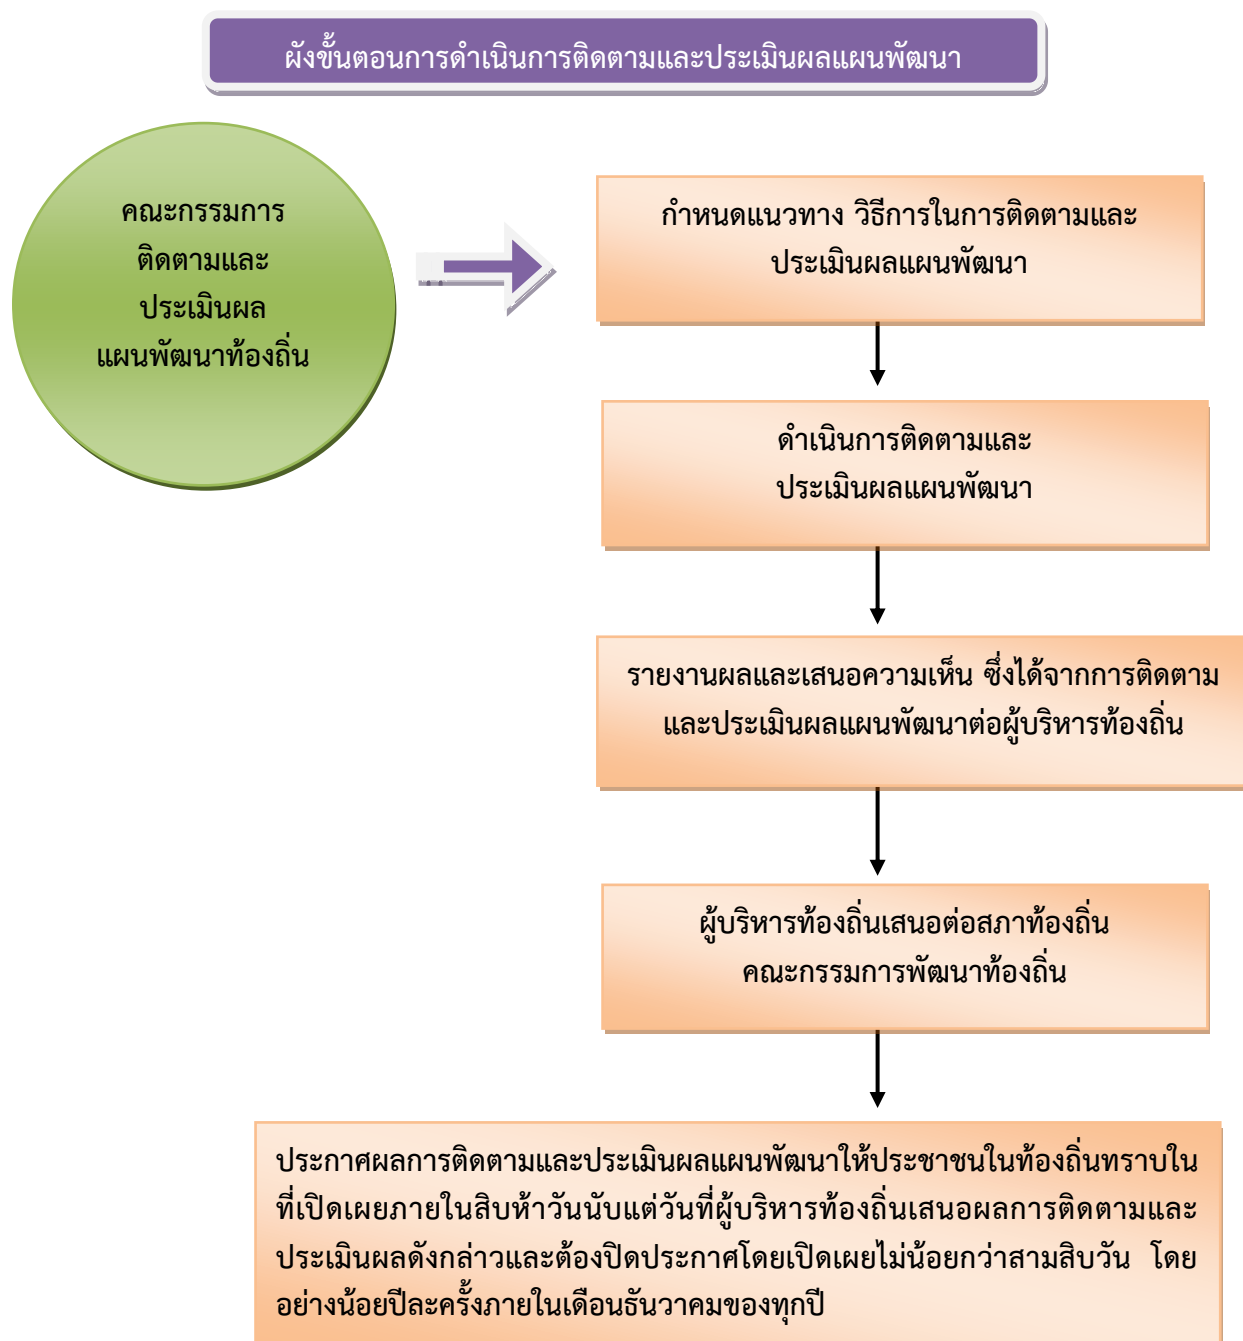 ผังขั้นตอนการดำเนินการติดตามและประเมินผลแผนพัฒนา
คณะกรรมการ
ติดตามและ
ประเมินผล
แผนพัฒนาท้องถิ่น
กำหนดแนวทาง วิธีการในการติดตามและ
ประเมินผลแผนพัฒนา
ดำเนินการติดตามและ
ประเมินผลแผนพัฒนา
รายงานผลและเสนอความเห็น ซึ่งได้จากการติดตาม
และประเมินผลแผนพัฒนาต่อผู้บริหารท้องถิ่น
ผู้บริหารท้องถิ่นเสนอต่อสภาท้องถิ่น
คณะกรรมการพัฒนาท้องถิ่น
ประกาศผลการติดตามและประเมินผลแผนพัฒนาให้ประชาชนในท้องถิ่นทราบใน
ที่เปิดเผยภายในสิบห้าวันนับแต่วันที่ผู้บริหารท้องถิ่นเสนอผลการติดตามและ
ประเมินผลดังกล่าวและต้องปิดประกาศโดยเปิดเผยไม่น้อยกว่าสามสิบวัน โดย
อย่างน้อยปีละครั้งภายในเดือนธันวาคมของทุกปี